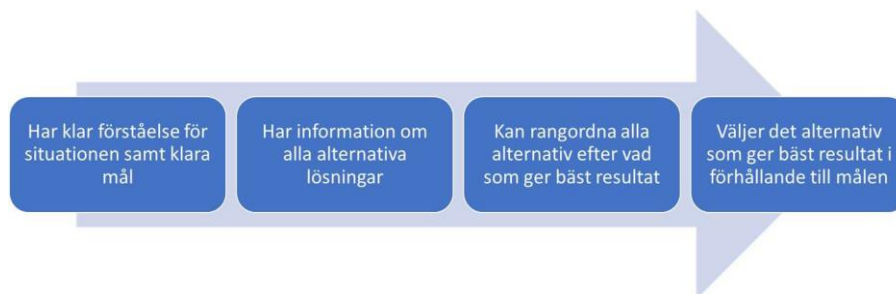 Har klar förståelse för
situationen samt klara
mål
Har information om
alla alternativa
lösningar
Kan rangordna alla
alternativ efter vad
som ger bäst resultat
Väljer det alternativ
som ger bäst resultat i
förhållande till målen